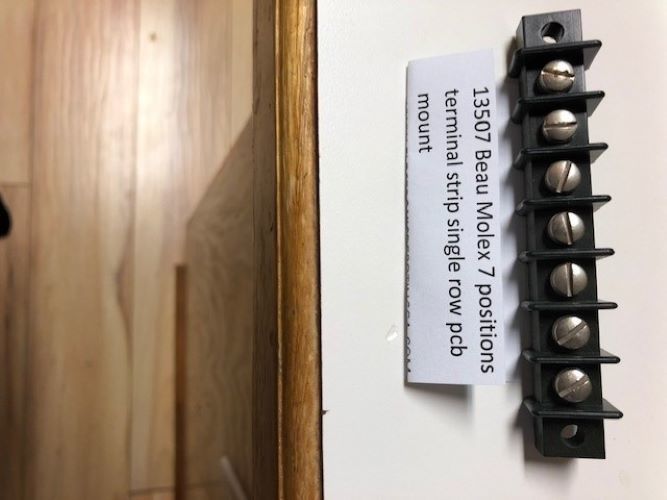 13507 Beau Molex 7 positions
terminal strip single row pcb
mount